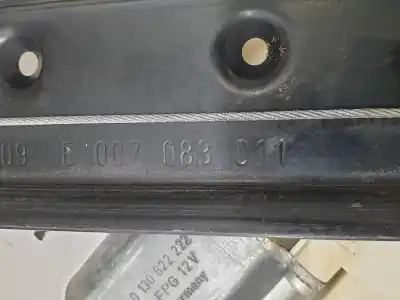 09 E 007 083 C11
0 130 822 222
FPG 12V
Germany